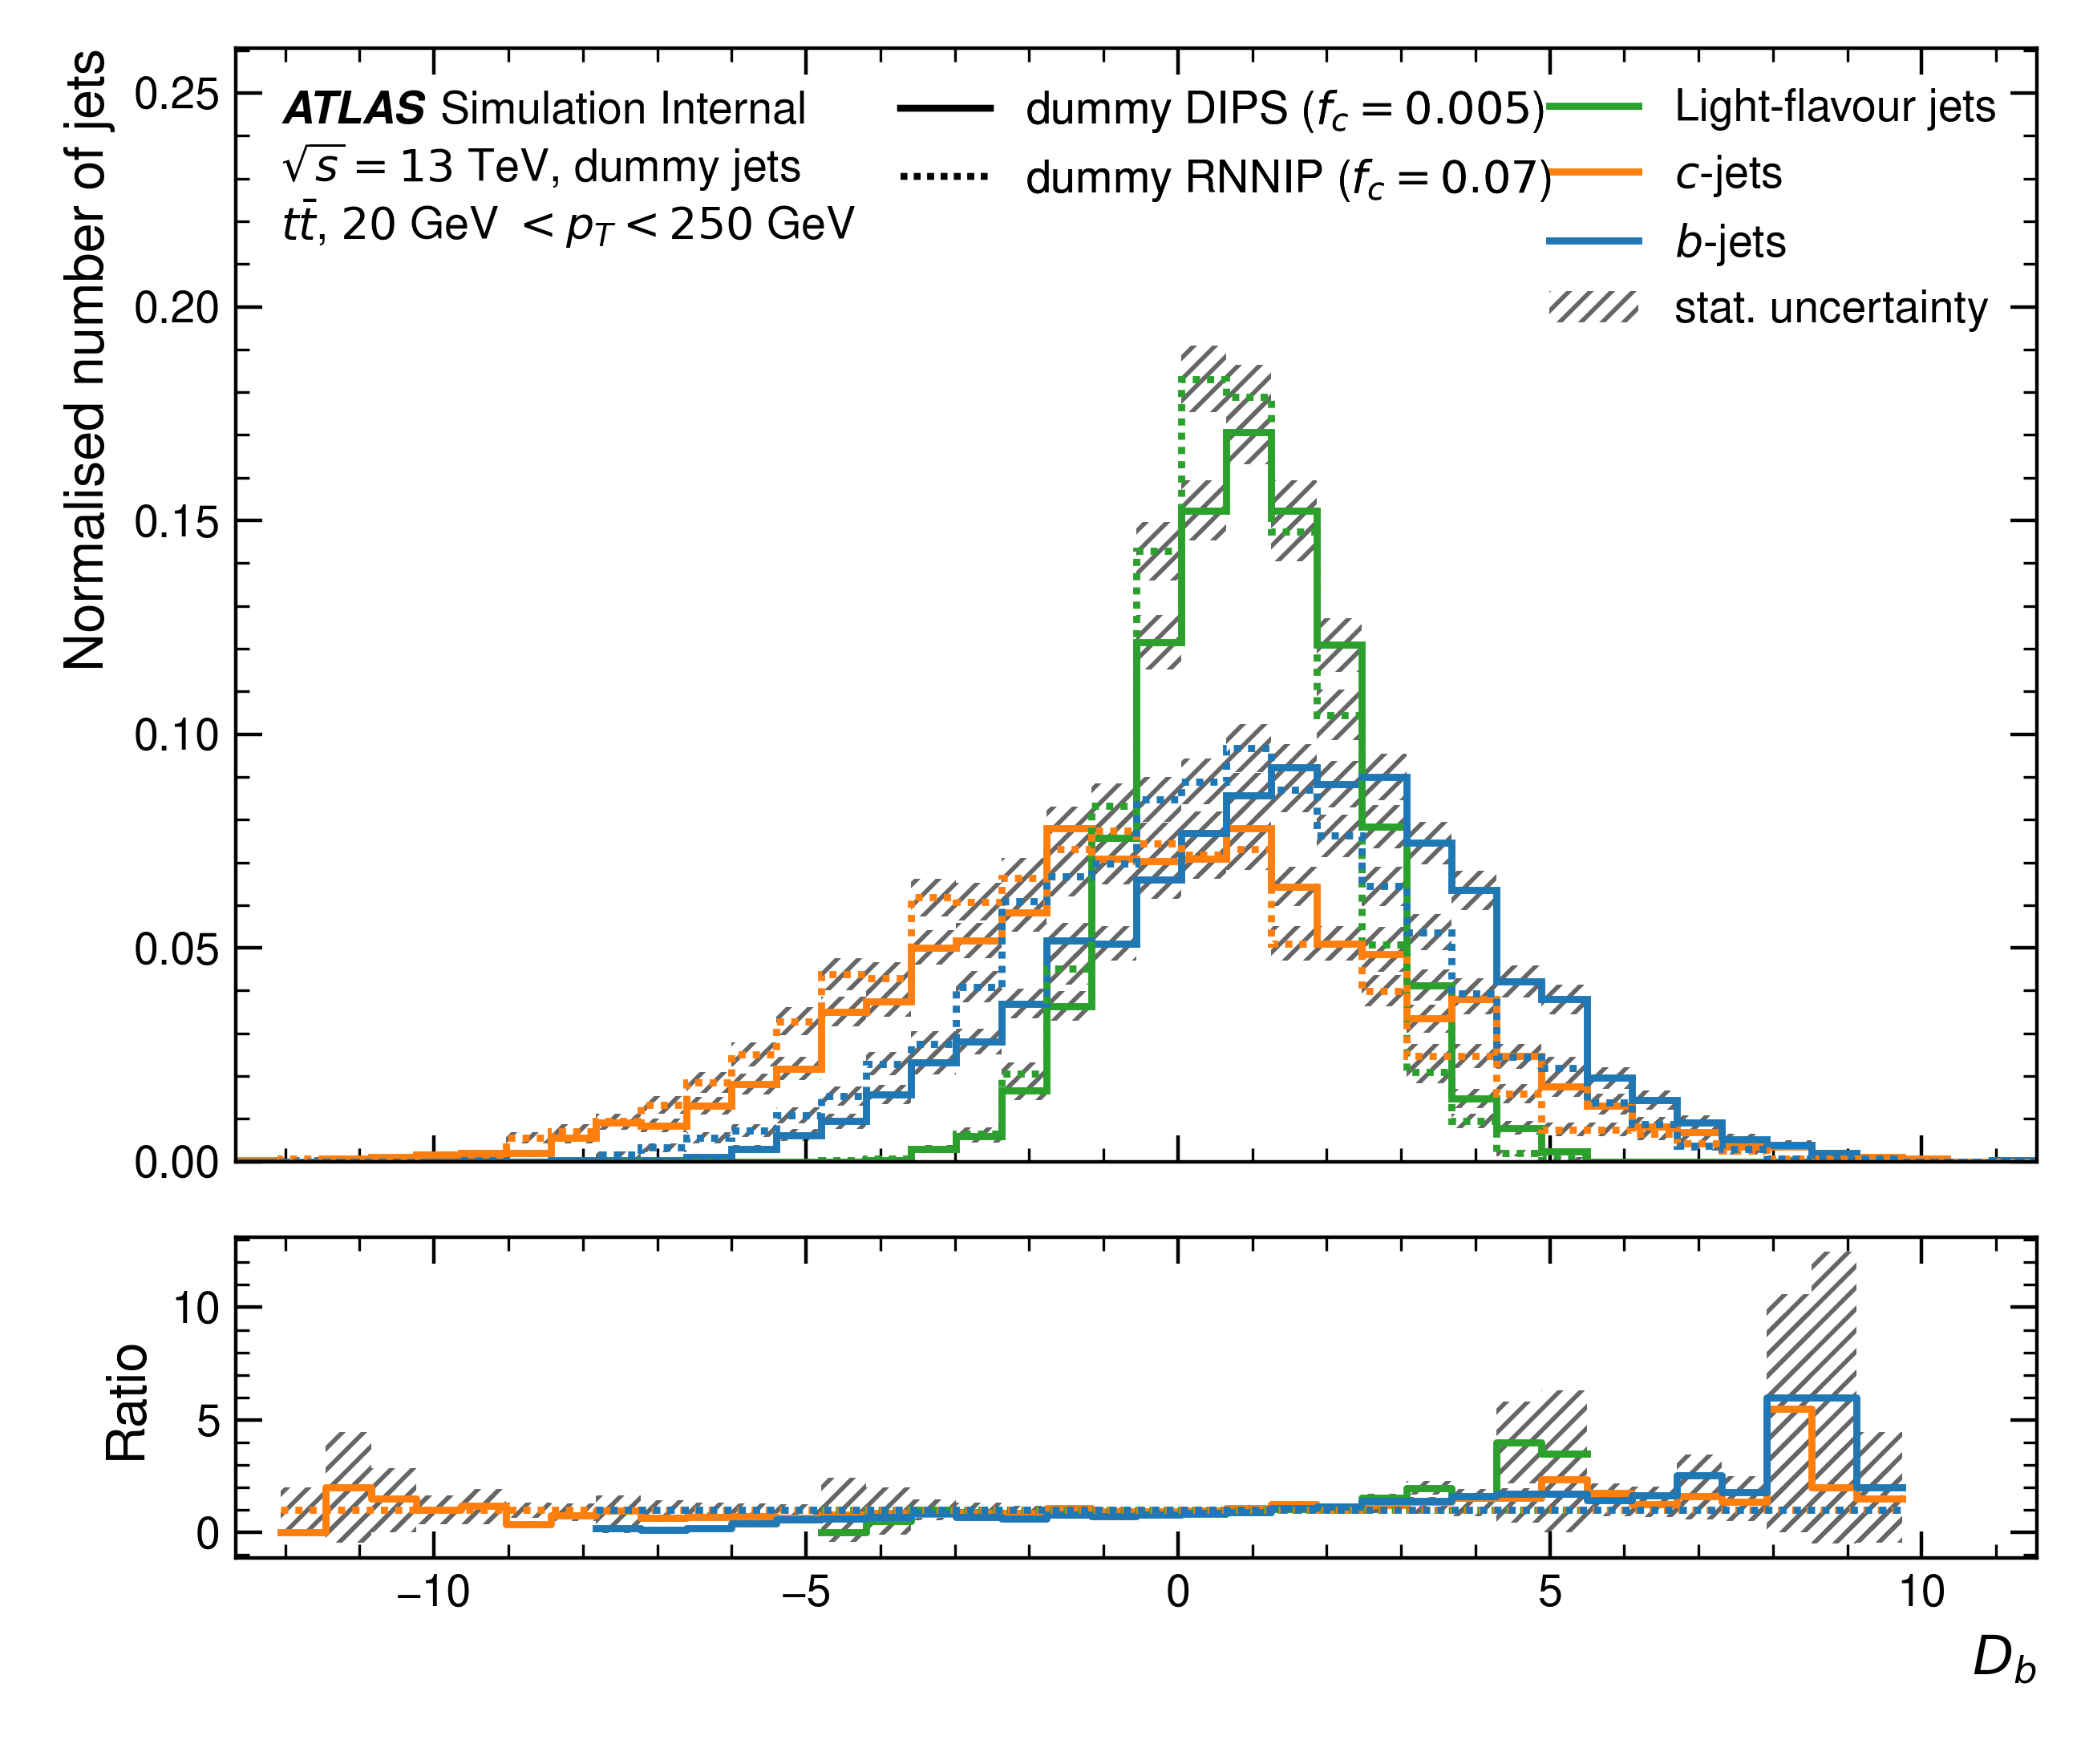 Normalised number of jets
0.25
0.20
0.15
0.10
0.05
0.00
ATLAS Simulation Internal
√s = 13 TeV, dummy jets
tt̄, 20 GeV < p_T < 250 GeV
dummy DIPS (f_c = 0.005)
dummy RNNIP (f_c = 0.07)
Light-flavour jets
c-jets
b-jets
stat. uncertainty
Ratio
10
5
0
−10 −5 0 5 10
D_b